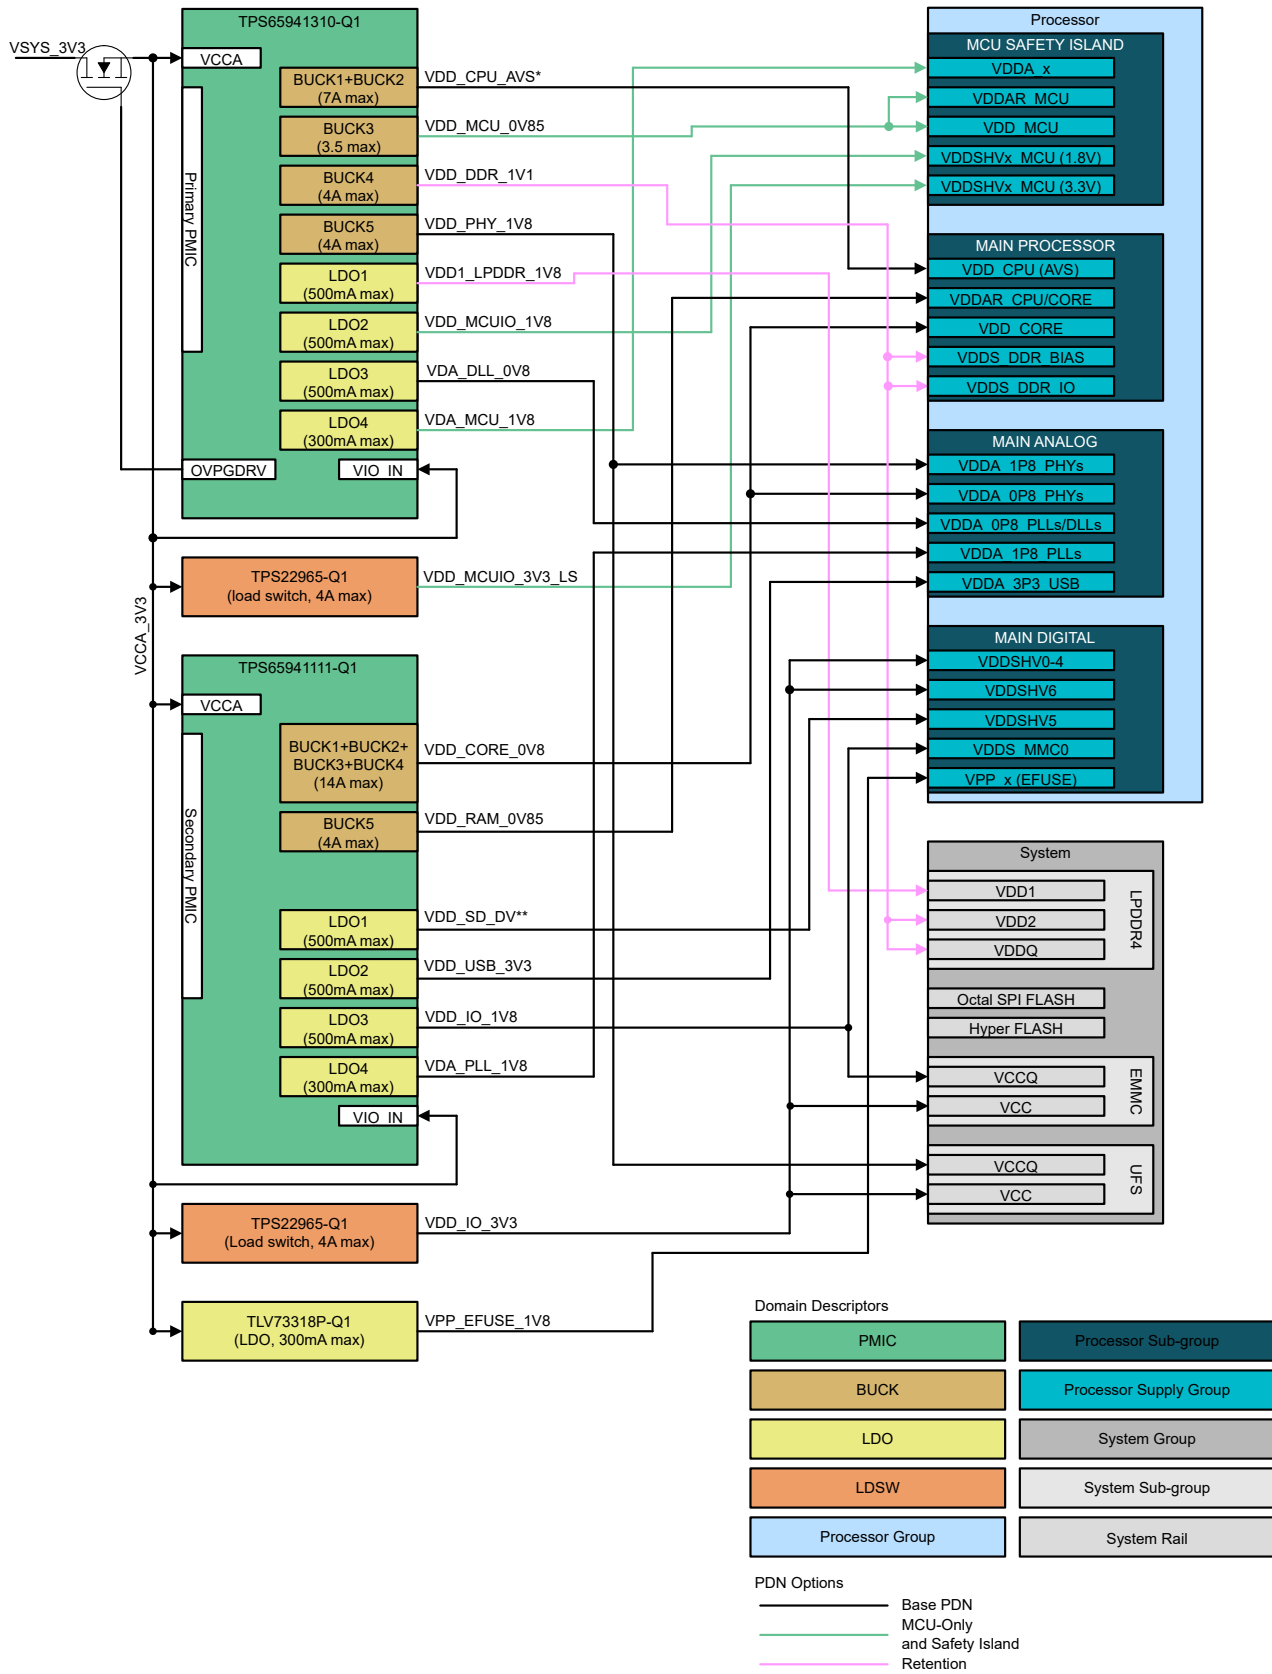 VSYS_3V3
TPS65941310-Q1
VCCA
Primary PMIC
BUCK1+BUCK2
(7A max)
VDD_CPU_AVS*
BUCK3
(3.5 max)
VDD_MCU_0V85
BUCK4
(4A max)
VDD_DDR_1V1
BUCK5
(4A max)
VDD_PHY_1V8
LDO1
(500mA max)
VDD1_LPDDR_1V8
LDO2
(500mA max)
VDD_MCUIO_1V8
LDO3
(500mA max)
VDA_DLL_0V8
LDO4
(300mA max)
VDA_MCU_1V8
OVPGDRV
VIO_IN
TPS22965-Q1
(load switch, 4A max)
VDD_MCUIO_3V3_LS
VCCA_3V3
TPS65941111-Q1
VCCA
Secondary PMIC
BUCK1+BUCK2+
BUCK3+BUCK4
(14A max)
VDD_CORE_0V8
BUCK5
(4A max)
VDD_RAM_0V85
LDO1
(500mA max)
VDD_SD_DV**
LDO2
(500mA max)
VDD_USB_3V3
LDO3
(500mA max)
VDD_IO_1V8
LDO4
(300mA max)
VDA_PLL_1V8
VIO_IN
TPS22965-Q1
(Load switch, 4A max)
VDD_IO_3V3
TLV73318P-Q1
(LDO, 300mA max)
VPP_EFUSE_1V8
Processor
MCU SAFETY ISLAND
VDDA_x
VDDAR_MCU
VDD_MCU
VDDSHVx_MCU (1.8V)
VDDSHVx_MCU (3.3V)
MAIN PROCESSOR
VDD_CPU (AVS)
VDDAR_CPU/CORE
VDD_CORE
VDDS_DDR_BIAS
VDDS_DDR_IO
MAIN ANALOG
VDDA_1P8_PHYs
VDDA_0P8_PHYs
VDDA_0P8_PLLs/DLLs
VDDA_1P8_PLLs
VDDA_3P3_USB
MAIN DIGITAL
VDDSHV0-4
VDDSHV6
VDDSHV5
VDDS_MMC0
VPP_x (EFUSE)
System
LPDDR4
VDD1
VDD2
VDDQ
Octal SPI FLASH
Hyper FLASH
EMMC
VCCQ
VCC
UFS
VCCQ
VCC
Domain Descriptors
PMIC
Processor Sub-group
BUCK
Processor Supply Group
LDO
System Group
LDSW
System Sub-group
Processor Group
System Rail
PDN Options
Base PDN
MCU-Only
and Safety Island
Retention